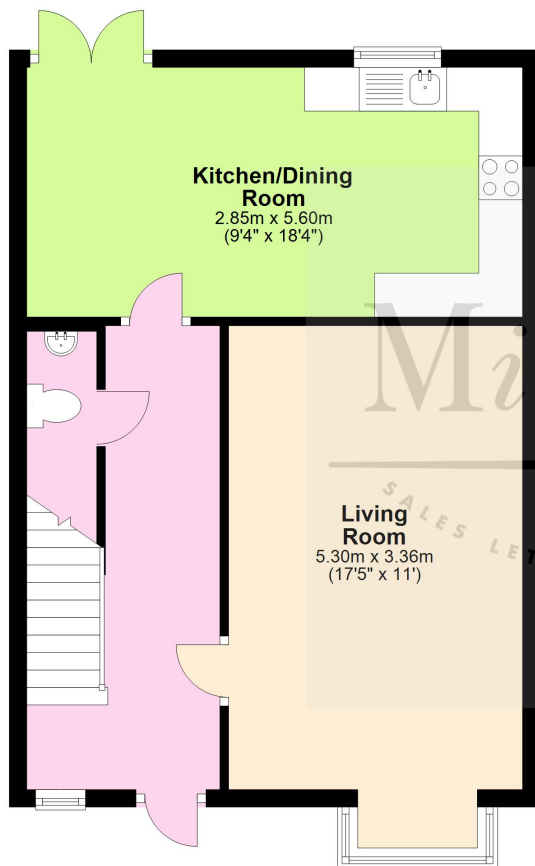 Kitchen/Dining
Room
2.85m x 5.60m
(9'4" x 18'4")
Mi
Living
Room
5.30m x 3.36m
(17'5" x 11')
SALES LET